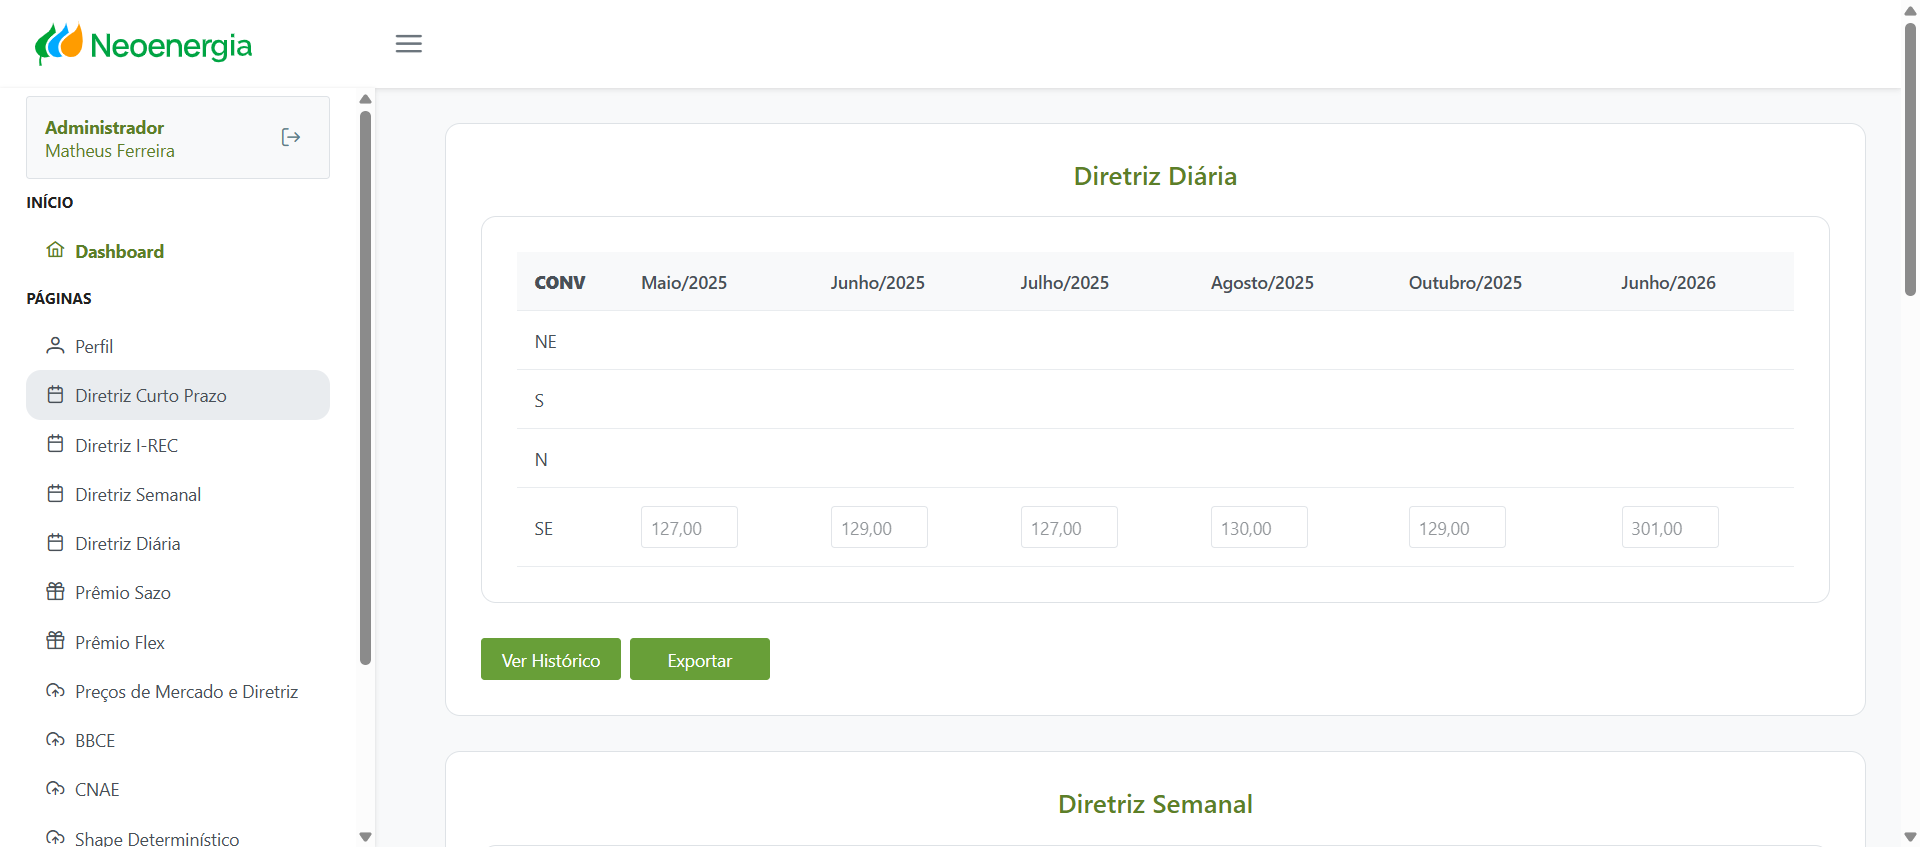 Neoenergia
Administrador
Matheus Ferreira
INÍCIO
Dashboard
PÁGINAS
Perfil
Diretriz Curto Prazo
Diretriz I-REC
Diretriz Semanal
Diretriz Diária
Prêmio Sazo
Prêmio Flex
Preços de Mercado e Diretriz
BBCE
CNAE
Shape Determinístico
Diretriz Diária
CONV Maio/2025 Junho/2025 Julho/2025 Agosto/2025 Outubro/2025 Junho/2026
NE
S
N
SE 127,00 129,00 127,00 130,00 129,00 301,00
Ver Histórico Exportar
Diretriz Semanal